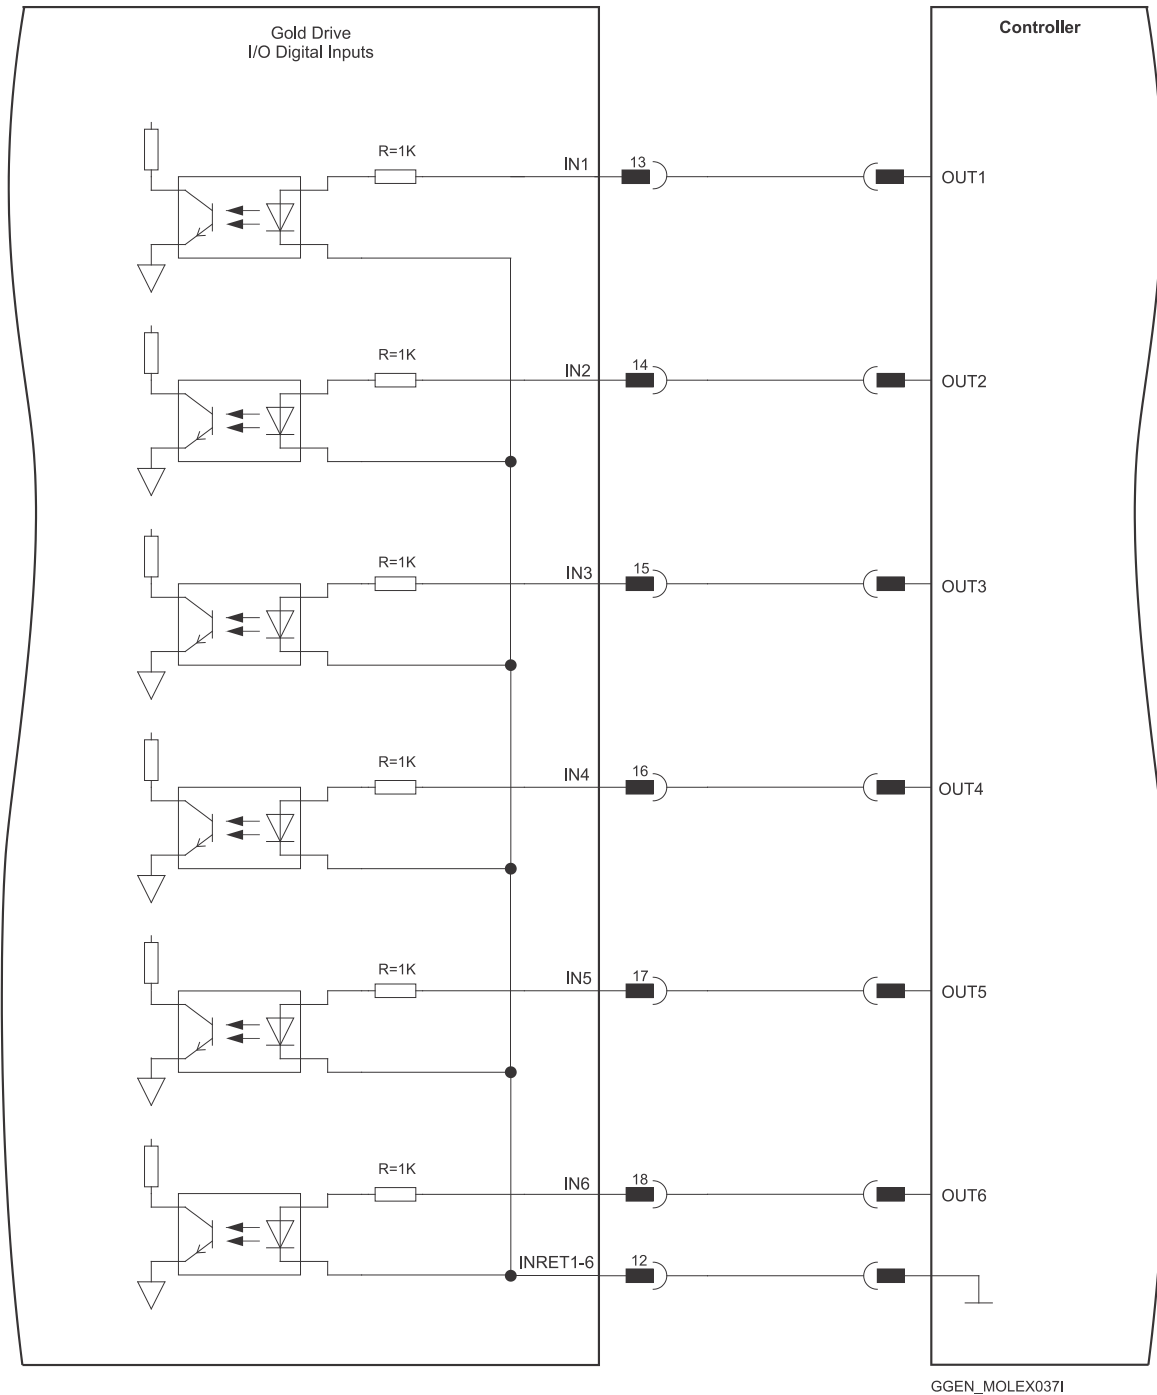 Gold Drive
I/O Digital Inputs
Controller
R=1K
IN1
13
OUT1
R=1K
IN2
14
OUT2
R=1K
IN3
15
OUT3
R=1K
IN4
16
OUT4
R=1K
IN5
17
OUT5
R=1K
IN6
18
OUT6
INRET1-6
12
GGEN_MOLEX037I